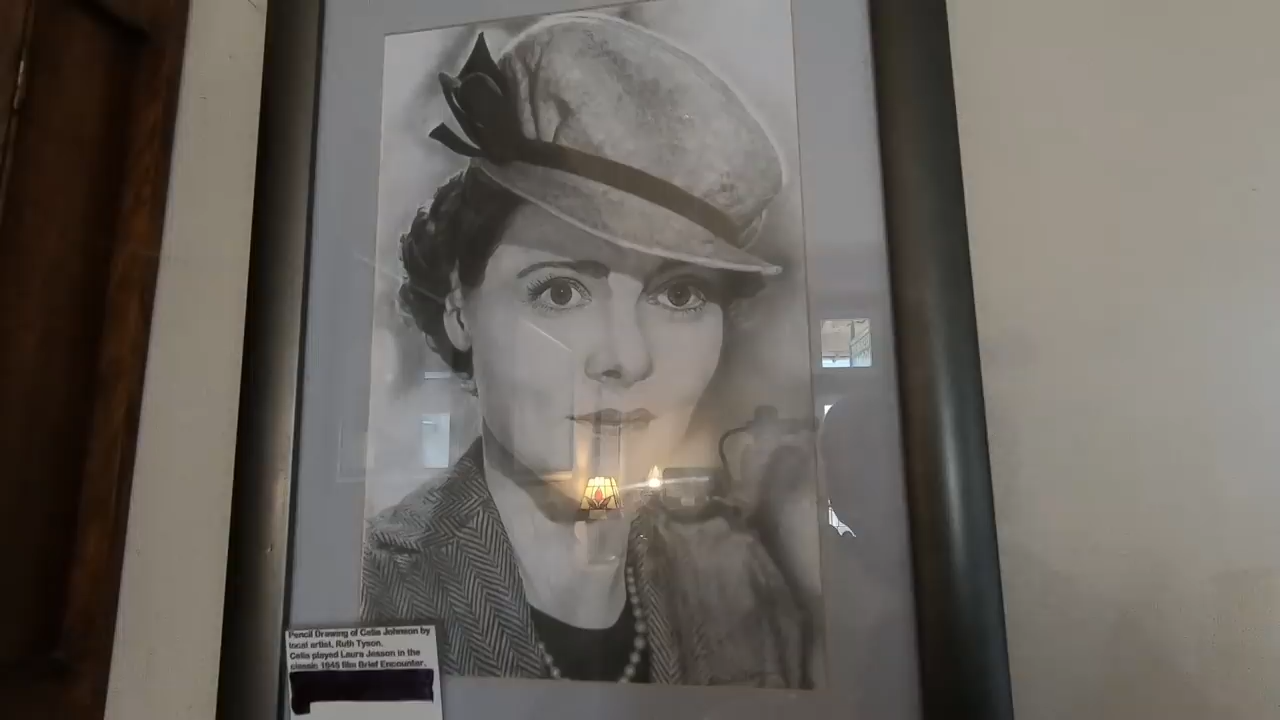 Pencil Drawing of Celia Johnson by
local artist, Ruth Tyson.
Celia played Laura Jesson in the
classic 1945 film Brief Encounter.